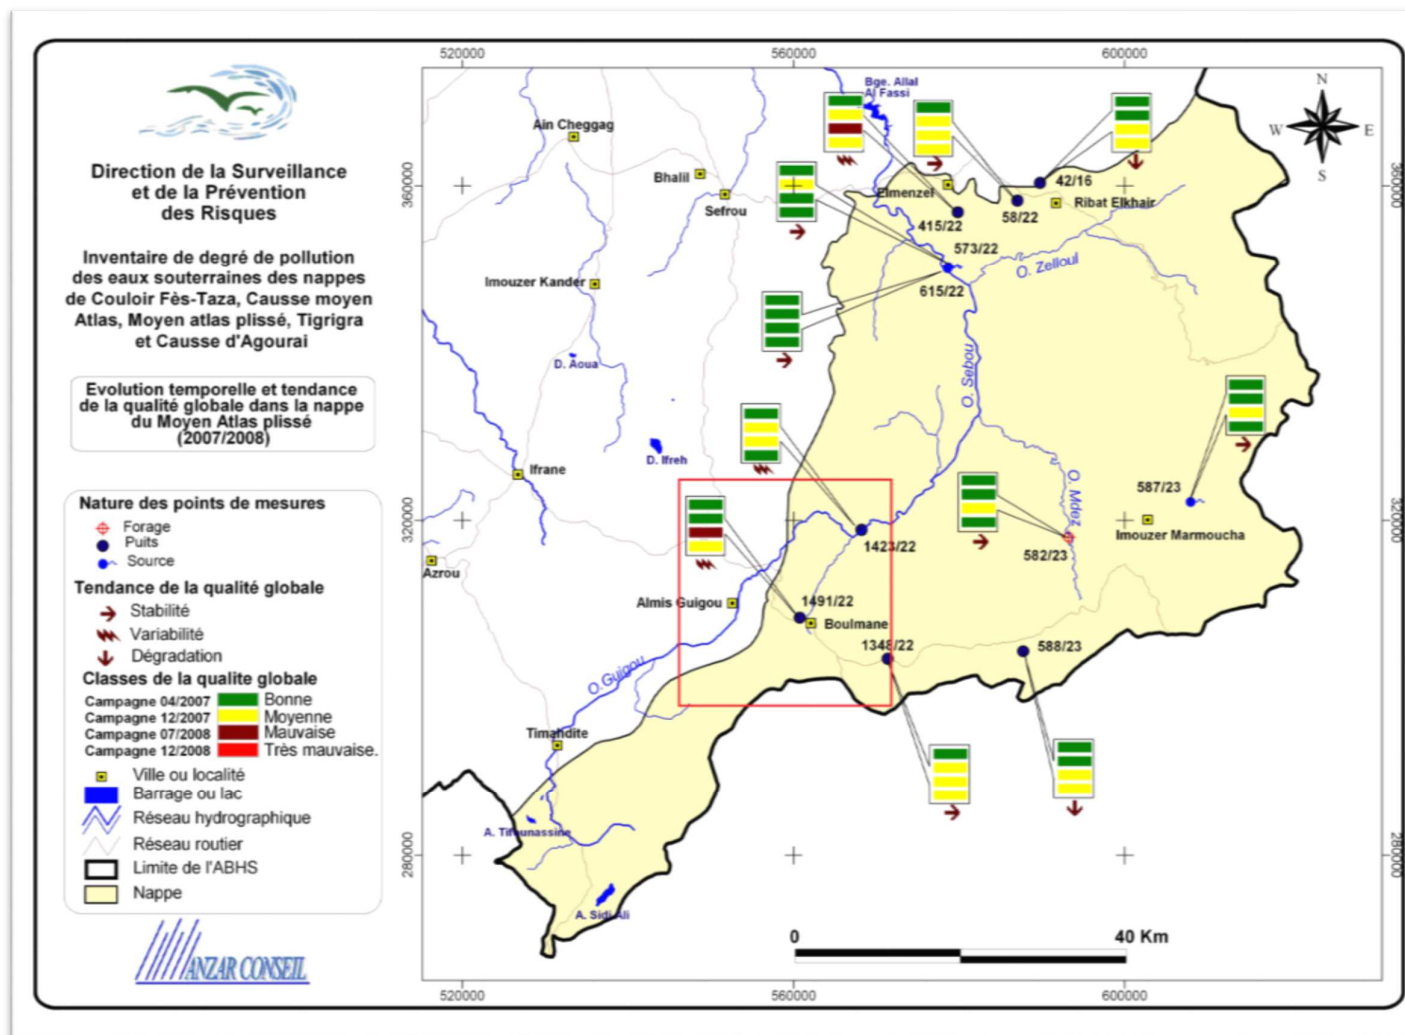 Direction de la Surveillance
et de la Prévention
des Risques
Inventaire de degré de pollution
des eaux souterraines des nappes
de Couloir Fès-Taza, Causse moyen
Atlas, Moyen atlas plissé, Tigrigra
et Causse d'Agourai
Evolution temporelle et tendance
de la qualité globale dans la nappe
du Moyen Atlas plissé
(2007/2008)
Nature des points de mesures
Forage
Puits
Source
Tendance de la qualité globale
Stabilité
Variabilité
Dégradation
Classes de la qualite globale
Campagne 04/2007 Bonne
Campagne 12/2007 Moyenne
Campagne 07/2008 Mauvaise
Campagne 12/2008 Très mauvaise.
Ville ou localité
Barrage ou lac
Réseau hydrographique
Réseau routier
Limite de l'ABHS
Nappe
ANZAR CONSEIL
520000 560000 600000
N
W E
S
Bge. Allal
Al Fassi
Ain Cheggag
Bhalil
42/16
360000 360000
Elmenzel
Ribat Elkhair
Sefrou
58/22
415/22
573/22
O. Zelloul
Imouzer Kander
615/22
D. Aoua
O. Sebou
D. Ifreh
Ifrane
O. Mdez
587/23
320000 320000
Imouzer Marmoucha
1423/22
582/23
Azrou
Almis Guigou
1491/22
Boulmane
1348/22
588/23
O.Guigou
Timahdite
A. Tifounassine
280000 280000
A. Sidi Ali
0 40 Km
520000 560000 600000